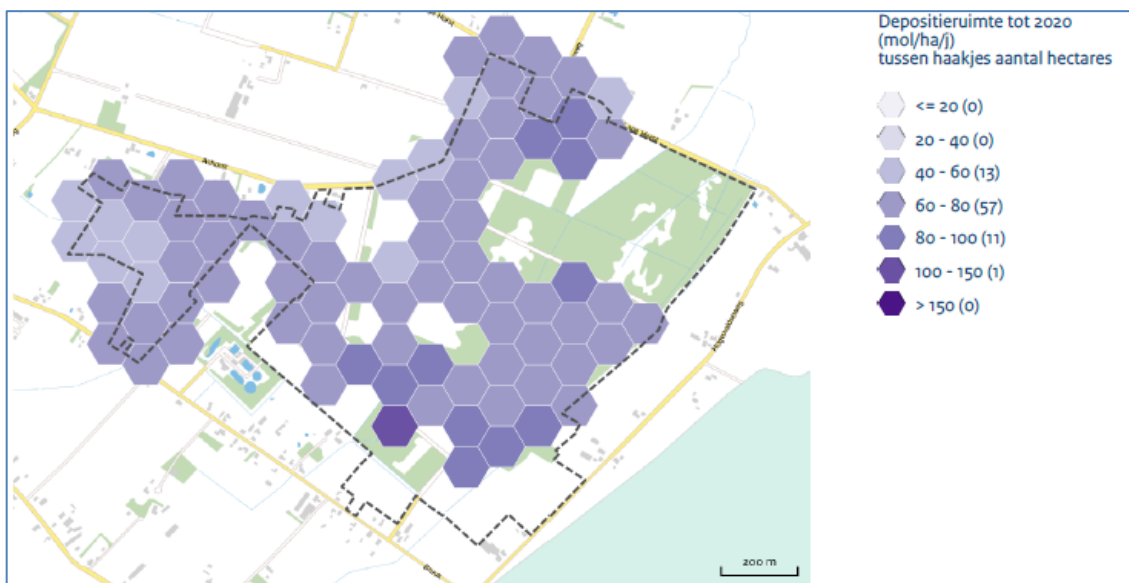 Depositieruimte tot 2020
(mol/ha/j)
tussen haakjes aantal hectares
<= 20 (0)
20 - 40 (0)
40 - 60 (13)
60 - 80 (57)
80 - 100 (11)
100 - 150 (1)
> 150 (0)
200 m